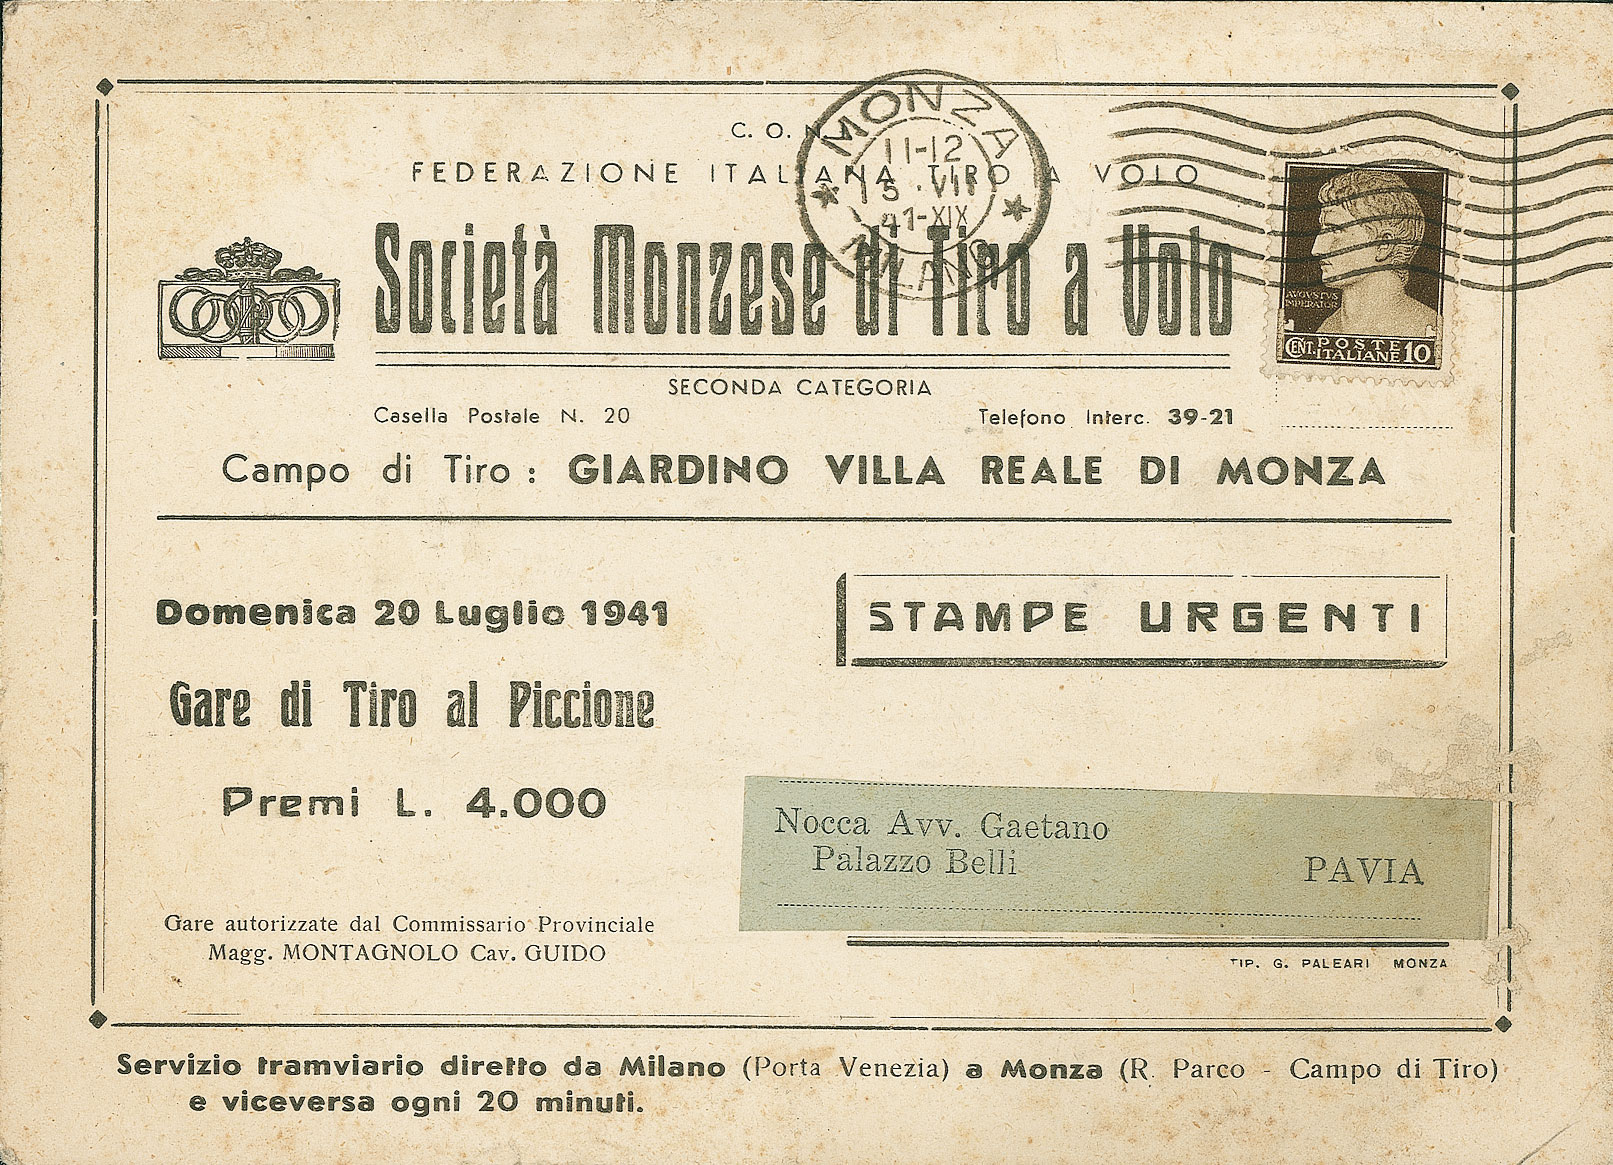 C. O. N. I.
FEDERAZIONE ITALIANA TIRO A VOLO
Società Monzese di Tiro a Volo
SECONDA CATEGORIA
Casella Postale N. 20 Telefono Interc. 39-21
Campo di Tiro : GIARDINO VILLA REALE DI MONZA
MONZA
11-12
15 · VII
41-XIX
MILANO
AVGVSTVS
IMPERATOR
CENT. POSTE
ITALIANE 10
Domenica 20 Luglio 1941
Gare di Tiro al Piccione
Premi L. 4.000
Gare autorizzate dal Commissario Provinciale
Magg. MONTAGNOLO Cav. GUIDO
STAMPE URGENTI
Nocca Avv. Gaetano
Palazzo Belli PAVIA
TIP. G. PALEARI MONZA
Servizio tramviario diretto da Milano (Porta Venezia) a Monza (R. Parco - Campo di Tiro)
e viceversa ogni 20 minuti.